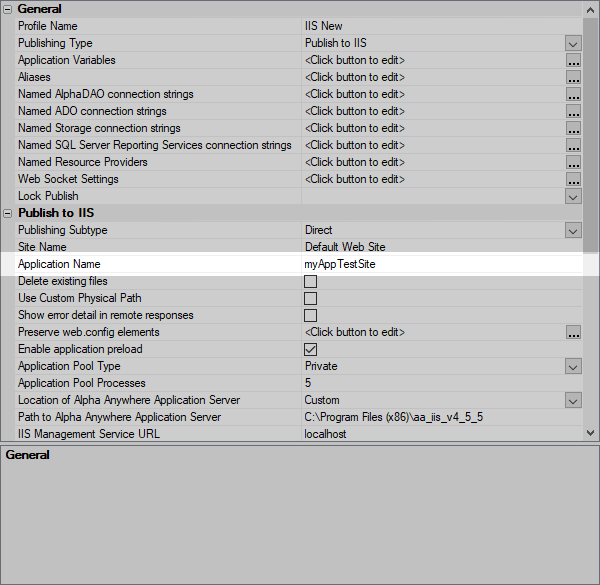 General
Profile Name IIS New
Publishing Type Publish to IIS
Application Variables <Click button to edit> ...
Aliases <Click button to edit> ...
Named AlphaDAO connection strings <Click button to edit> ...
Named ADO connection strings <Click button to edit> ...
Named Storage connection strings <Click button to edit> ...
Named SQL Server Reporting Services connection strings <Click button to edit> ...
Named Resource Providers <Click button to edit> ...
Web Socket Settings <Click button to edit> ...
Lock Publish
Publish to IIS
Publishing Subtype Direct
Site Name Default Web Site
Application Name myAppTestSite
Delete existing files
Use Custom Physical Path
Show error detail in remote responses
Preserve web.config elements <Click button to edit> ...
Enable application preload
Application Pool Type Private
Application Pool Processes 5
Location of Alpha Anywhere Application Server Custom
Path to Alpha Anywhere Application Server C:\Program Files (x86)\aa_iis_v4_5_5
IIS Management Service URL localhost
General